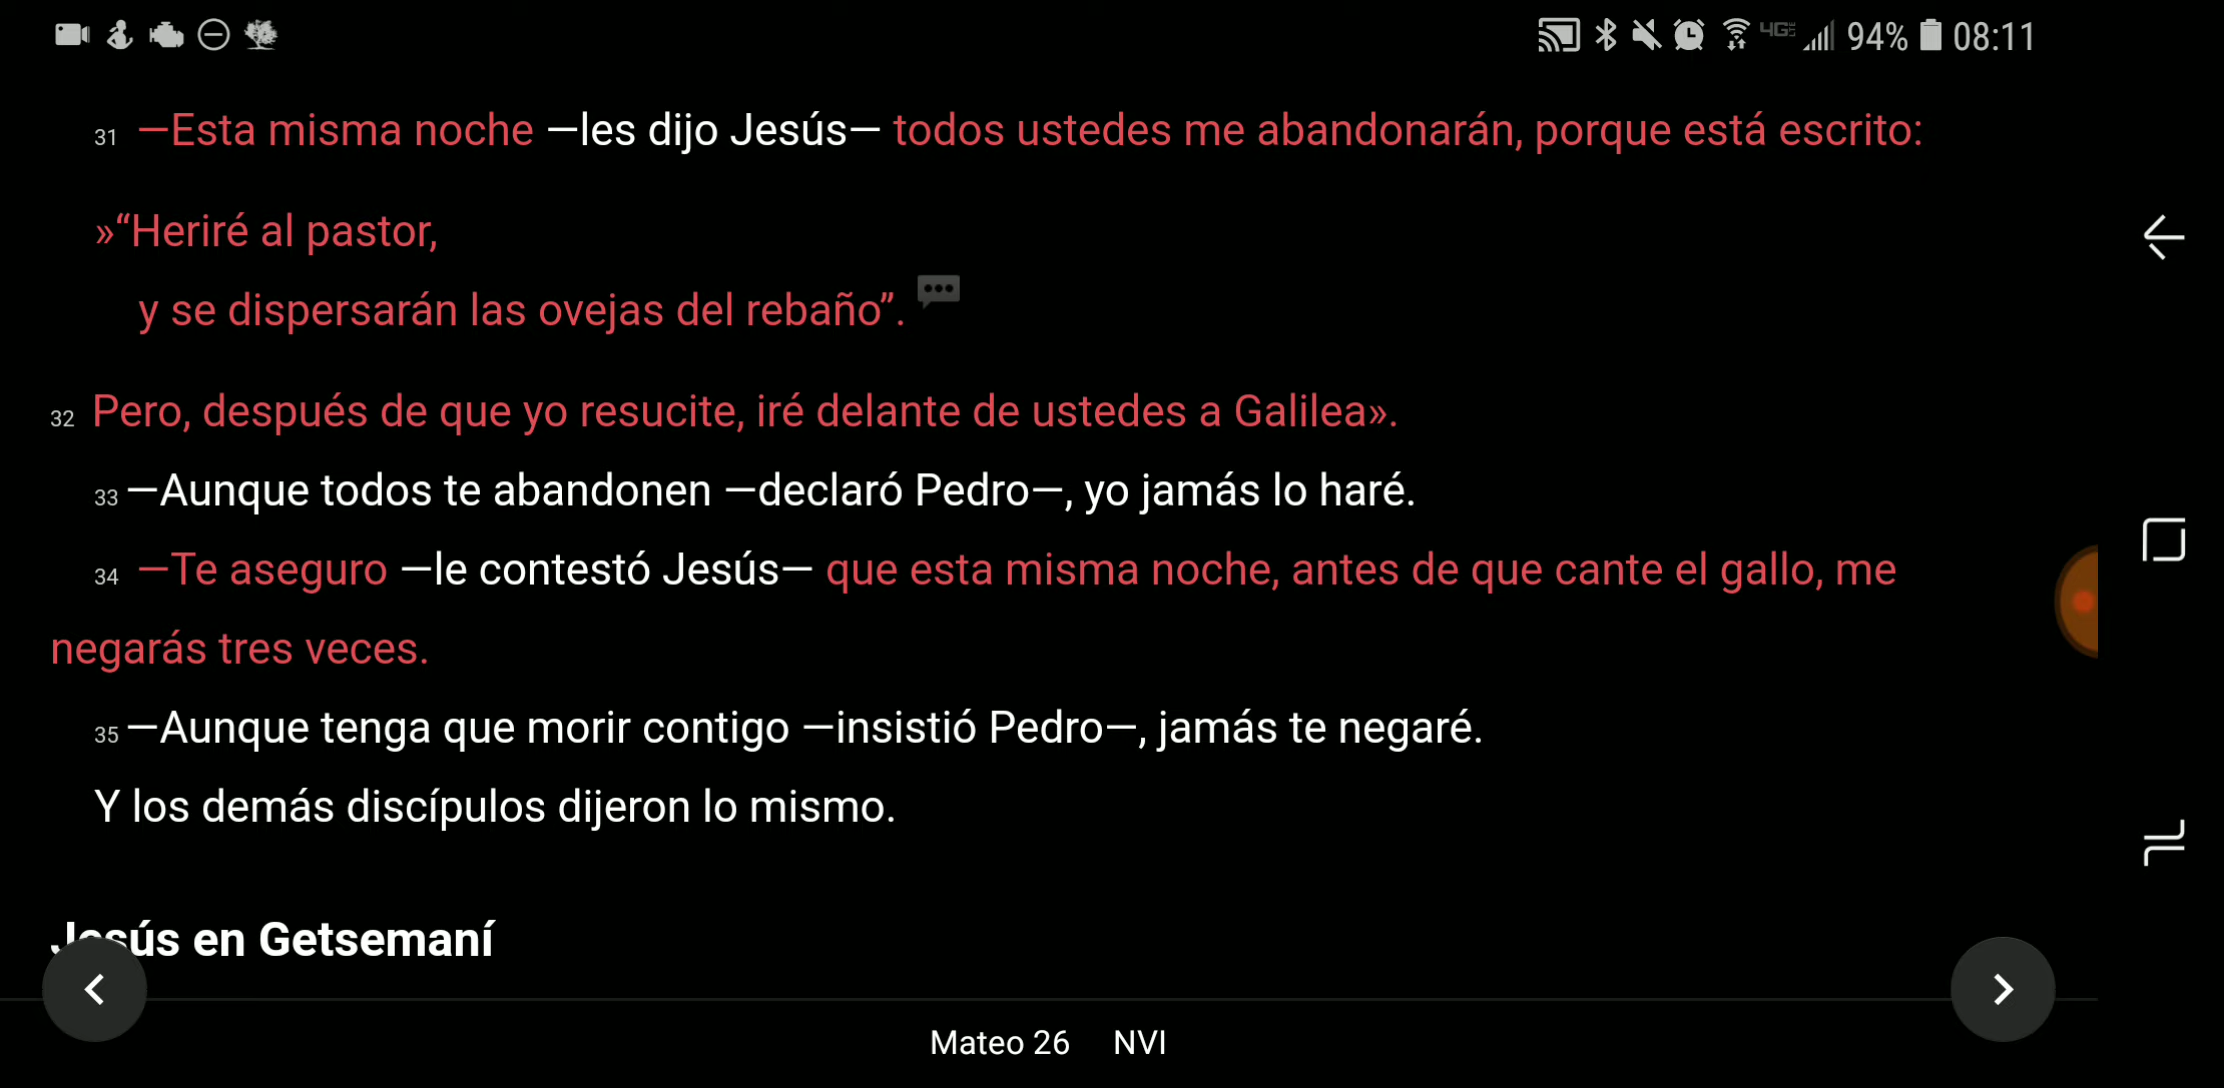 4G 94% 08:11
31 —Esta misma noche —les dijo Jesús— todos ustedes me abandonarán, porque está escrito:
»“Heriré al pastor,
y se dispersarán las ovejas del rebaño”.
32 Pero, después de que yo resucite, iré delante de ustedes a Galilea».
33 —Aunque todos te abandonen —declaró Pedro—, yo jamás lo haré.
34 —Te aseguro —le contestó Jesús— que esta misma noche, antes de que cante el gallo, me
negarás tres veces.
35 —Aunque tenga que morir contigo —insistió Pedro—, jamás te negaré.
Y los demás discípulos dijeron lo mismo.
Jesús en Getsemaní
Mateo 26 NVI